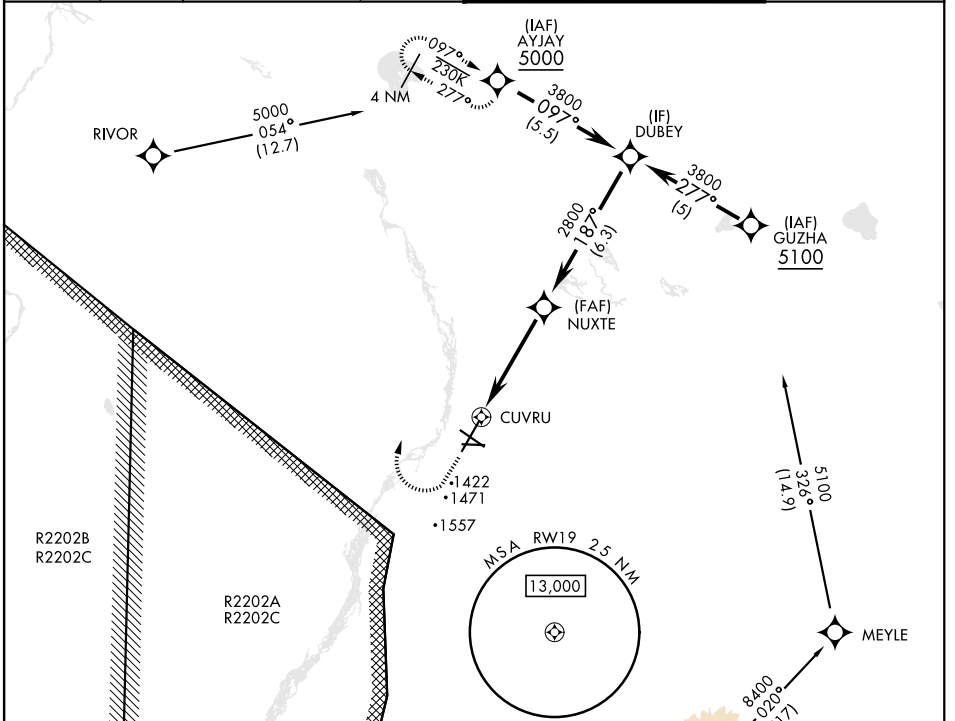 (IAF)
AYJAY
5000
097°
230K
277°
4 NM
3800
097°
(5.5)
(IF)
DUBEY
RIVOR
5000
054°
(12.7)
3800
277°
(5)
(IAF)
GUZHA
5100
2800
187°
(6.3)
(FAF)
NUXTE
CUVRU
1422
1471
1557
5100
326°
(14.9)
R2202B
R2202C
R2202A
R2202C
MSA RW19 25 NM
13,000
MEYLE
8400
020°